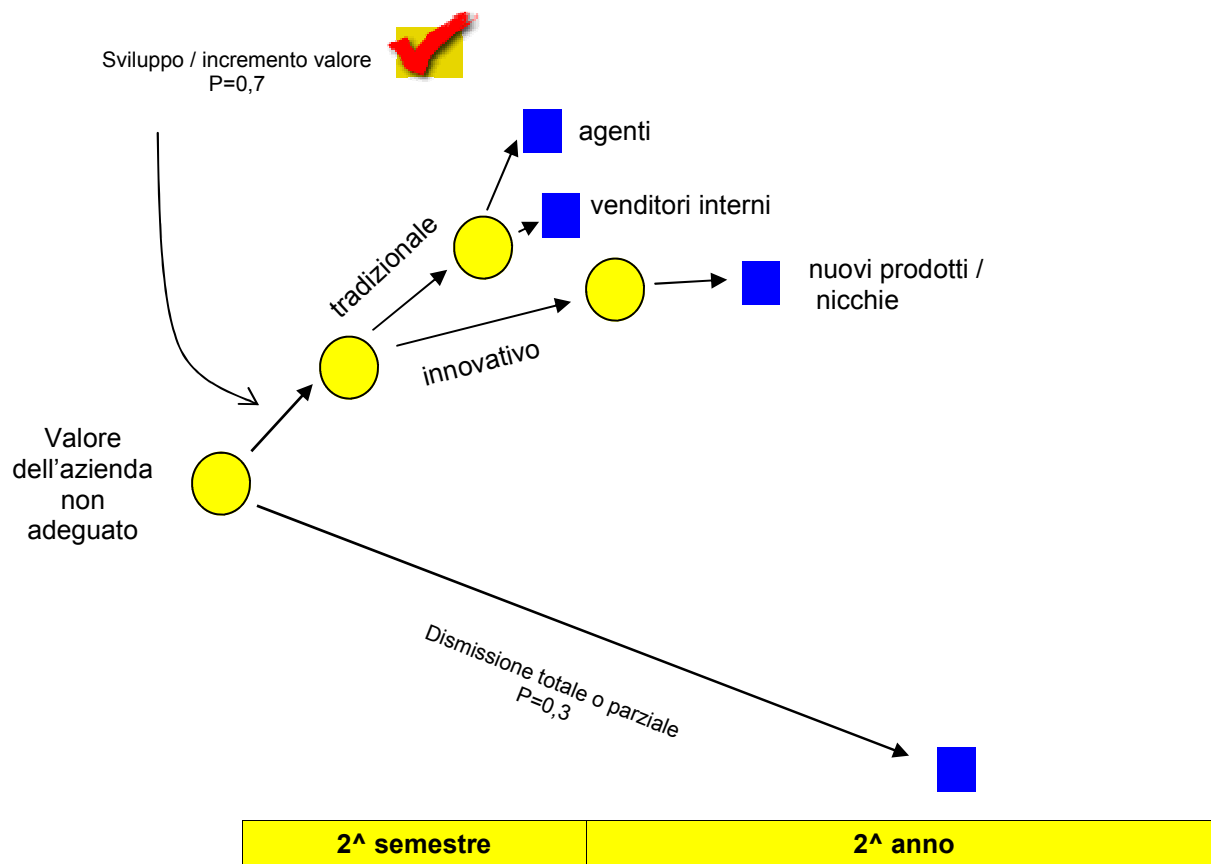 Sviluppo / incremento valore
P=0,7
agenti
venditori interni
tradizionale
nuovi prodotti /
nicchie
innovativo
Valore
dell’azienda
non
adeguato
Dismissione totale o parziale
P=0,3
2^ semestre
2^ anno